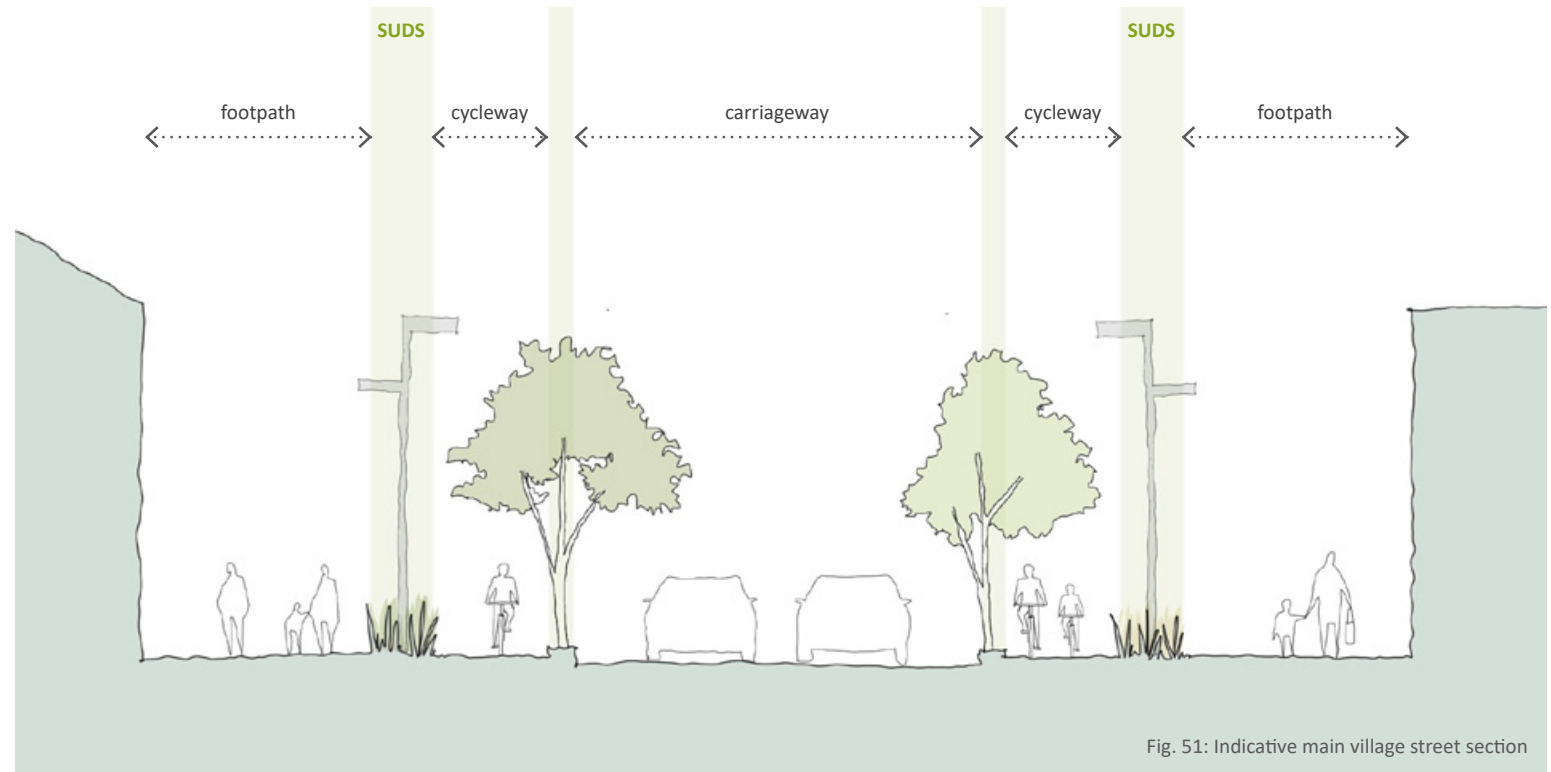 SUDS
SUDS
footpath
cycleway
carriageway
cycleway
footpath
Fig. 51: Indicative main village street section